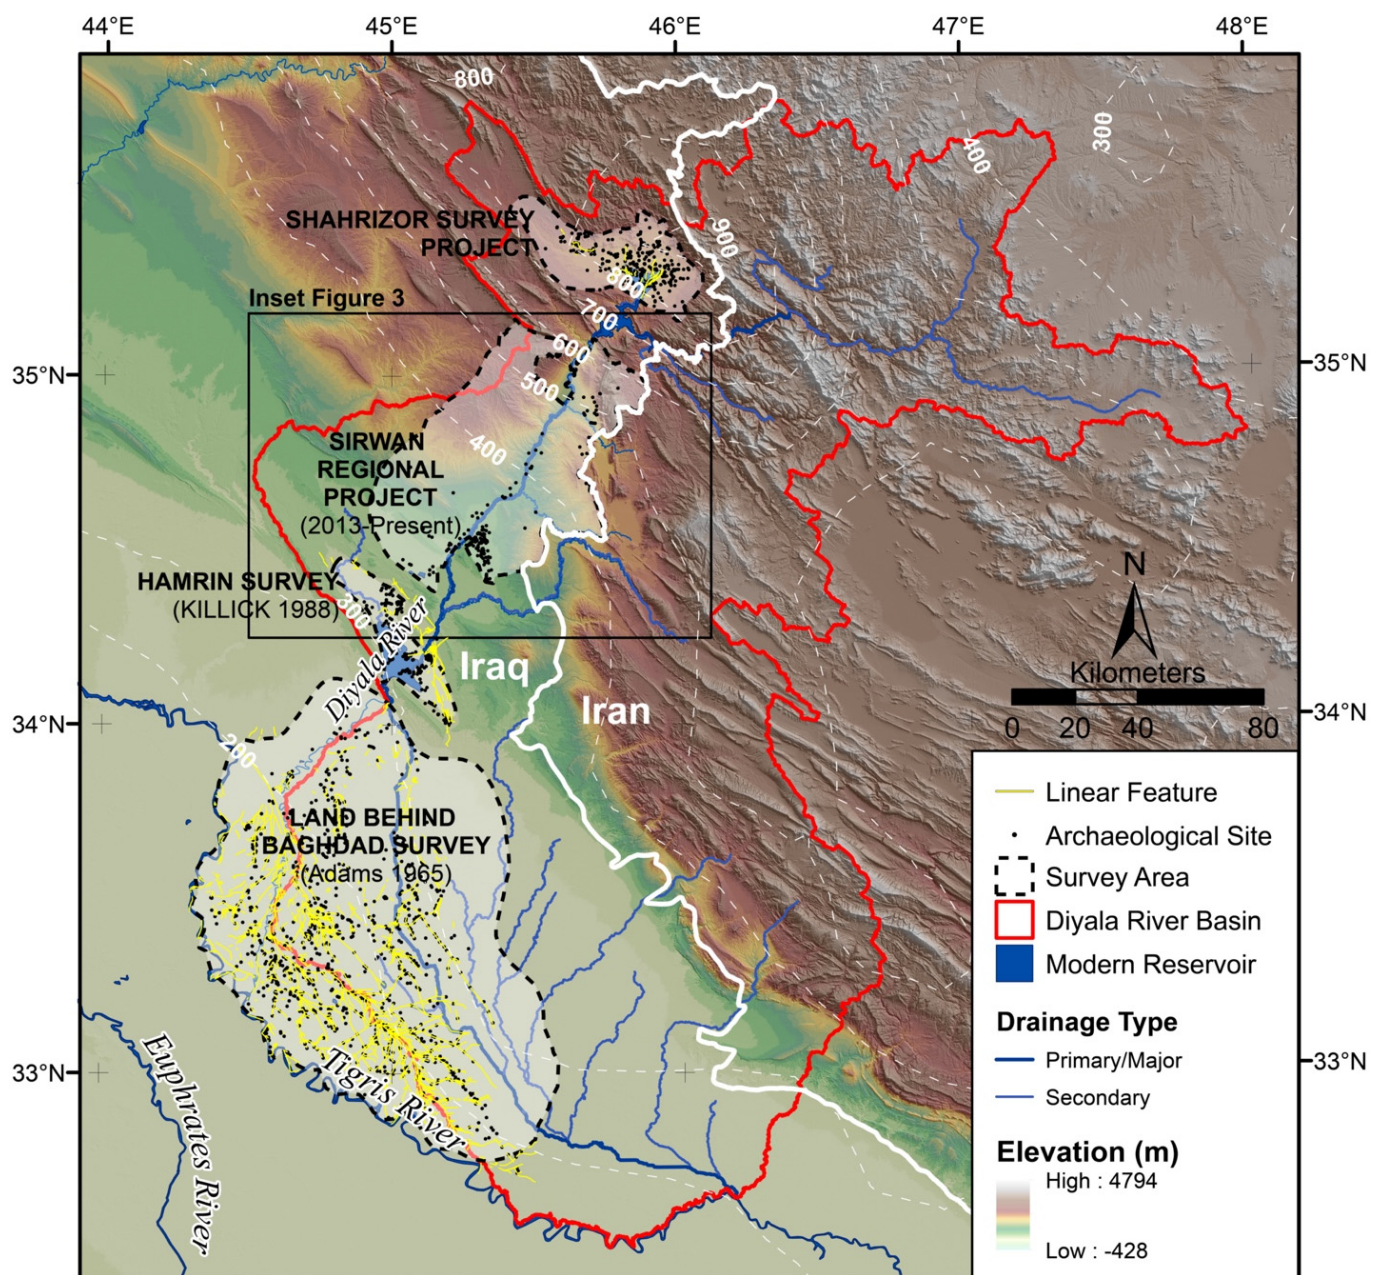 44°E
45°E
46°E
47°E
48°E
800
300
400
SHAHRIZOR SURVEY
PROJECT
900
800
Inset Figure 3
700
600
35°N
35°N
500
SIRWAN
REGIONAL
PROJECT
(2013-Present)
400
HAMRIN SURVEY
(KILLICK 1988)
300
Diyala River
Iraq
Iran
N
Kilometers
0 20 40 80
34°N
34°N
200
LAND BEHIND
BAGHDAD SURVEY
(Adams 1965)
33°N
33°N
Tigris River
Euphrates River
Linear Feature
Archaeological Site
Survey Area
Diyala River Basin
Modern Reservoir
Drainage Type
Primary/Major
Secondary
Elevation (m)
High : 4794
Low : -428